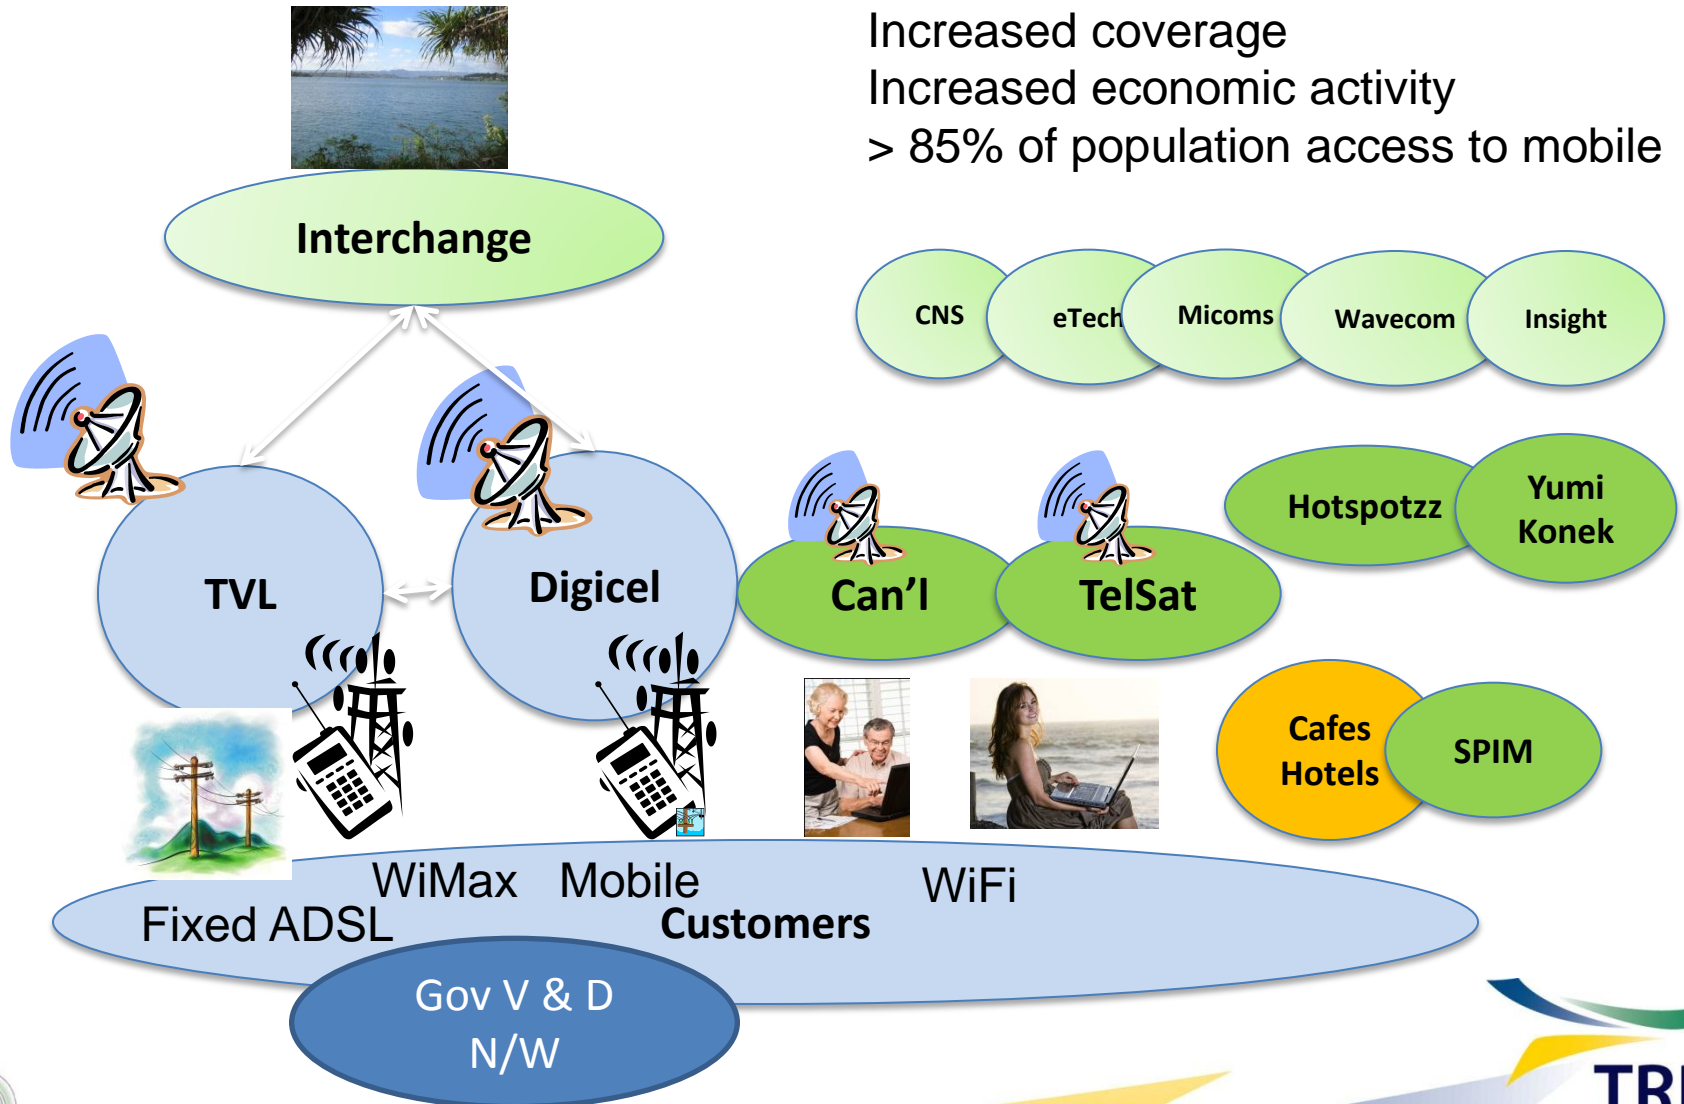 Increased coverage
Increased economic activity
> 85% of population access to mobile
Interchange
CNS
eTech
Micoms
Wavecom
Insight
Hotspotzz
Yumi
Konek
TVL
Digicel
Can'l
TelSat
Cafes
Hotels
SPIM
WiMax
Mobile
WiFi
Fixed ADSL
Customers
Gov V & D
N/W